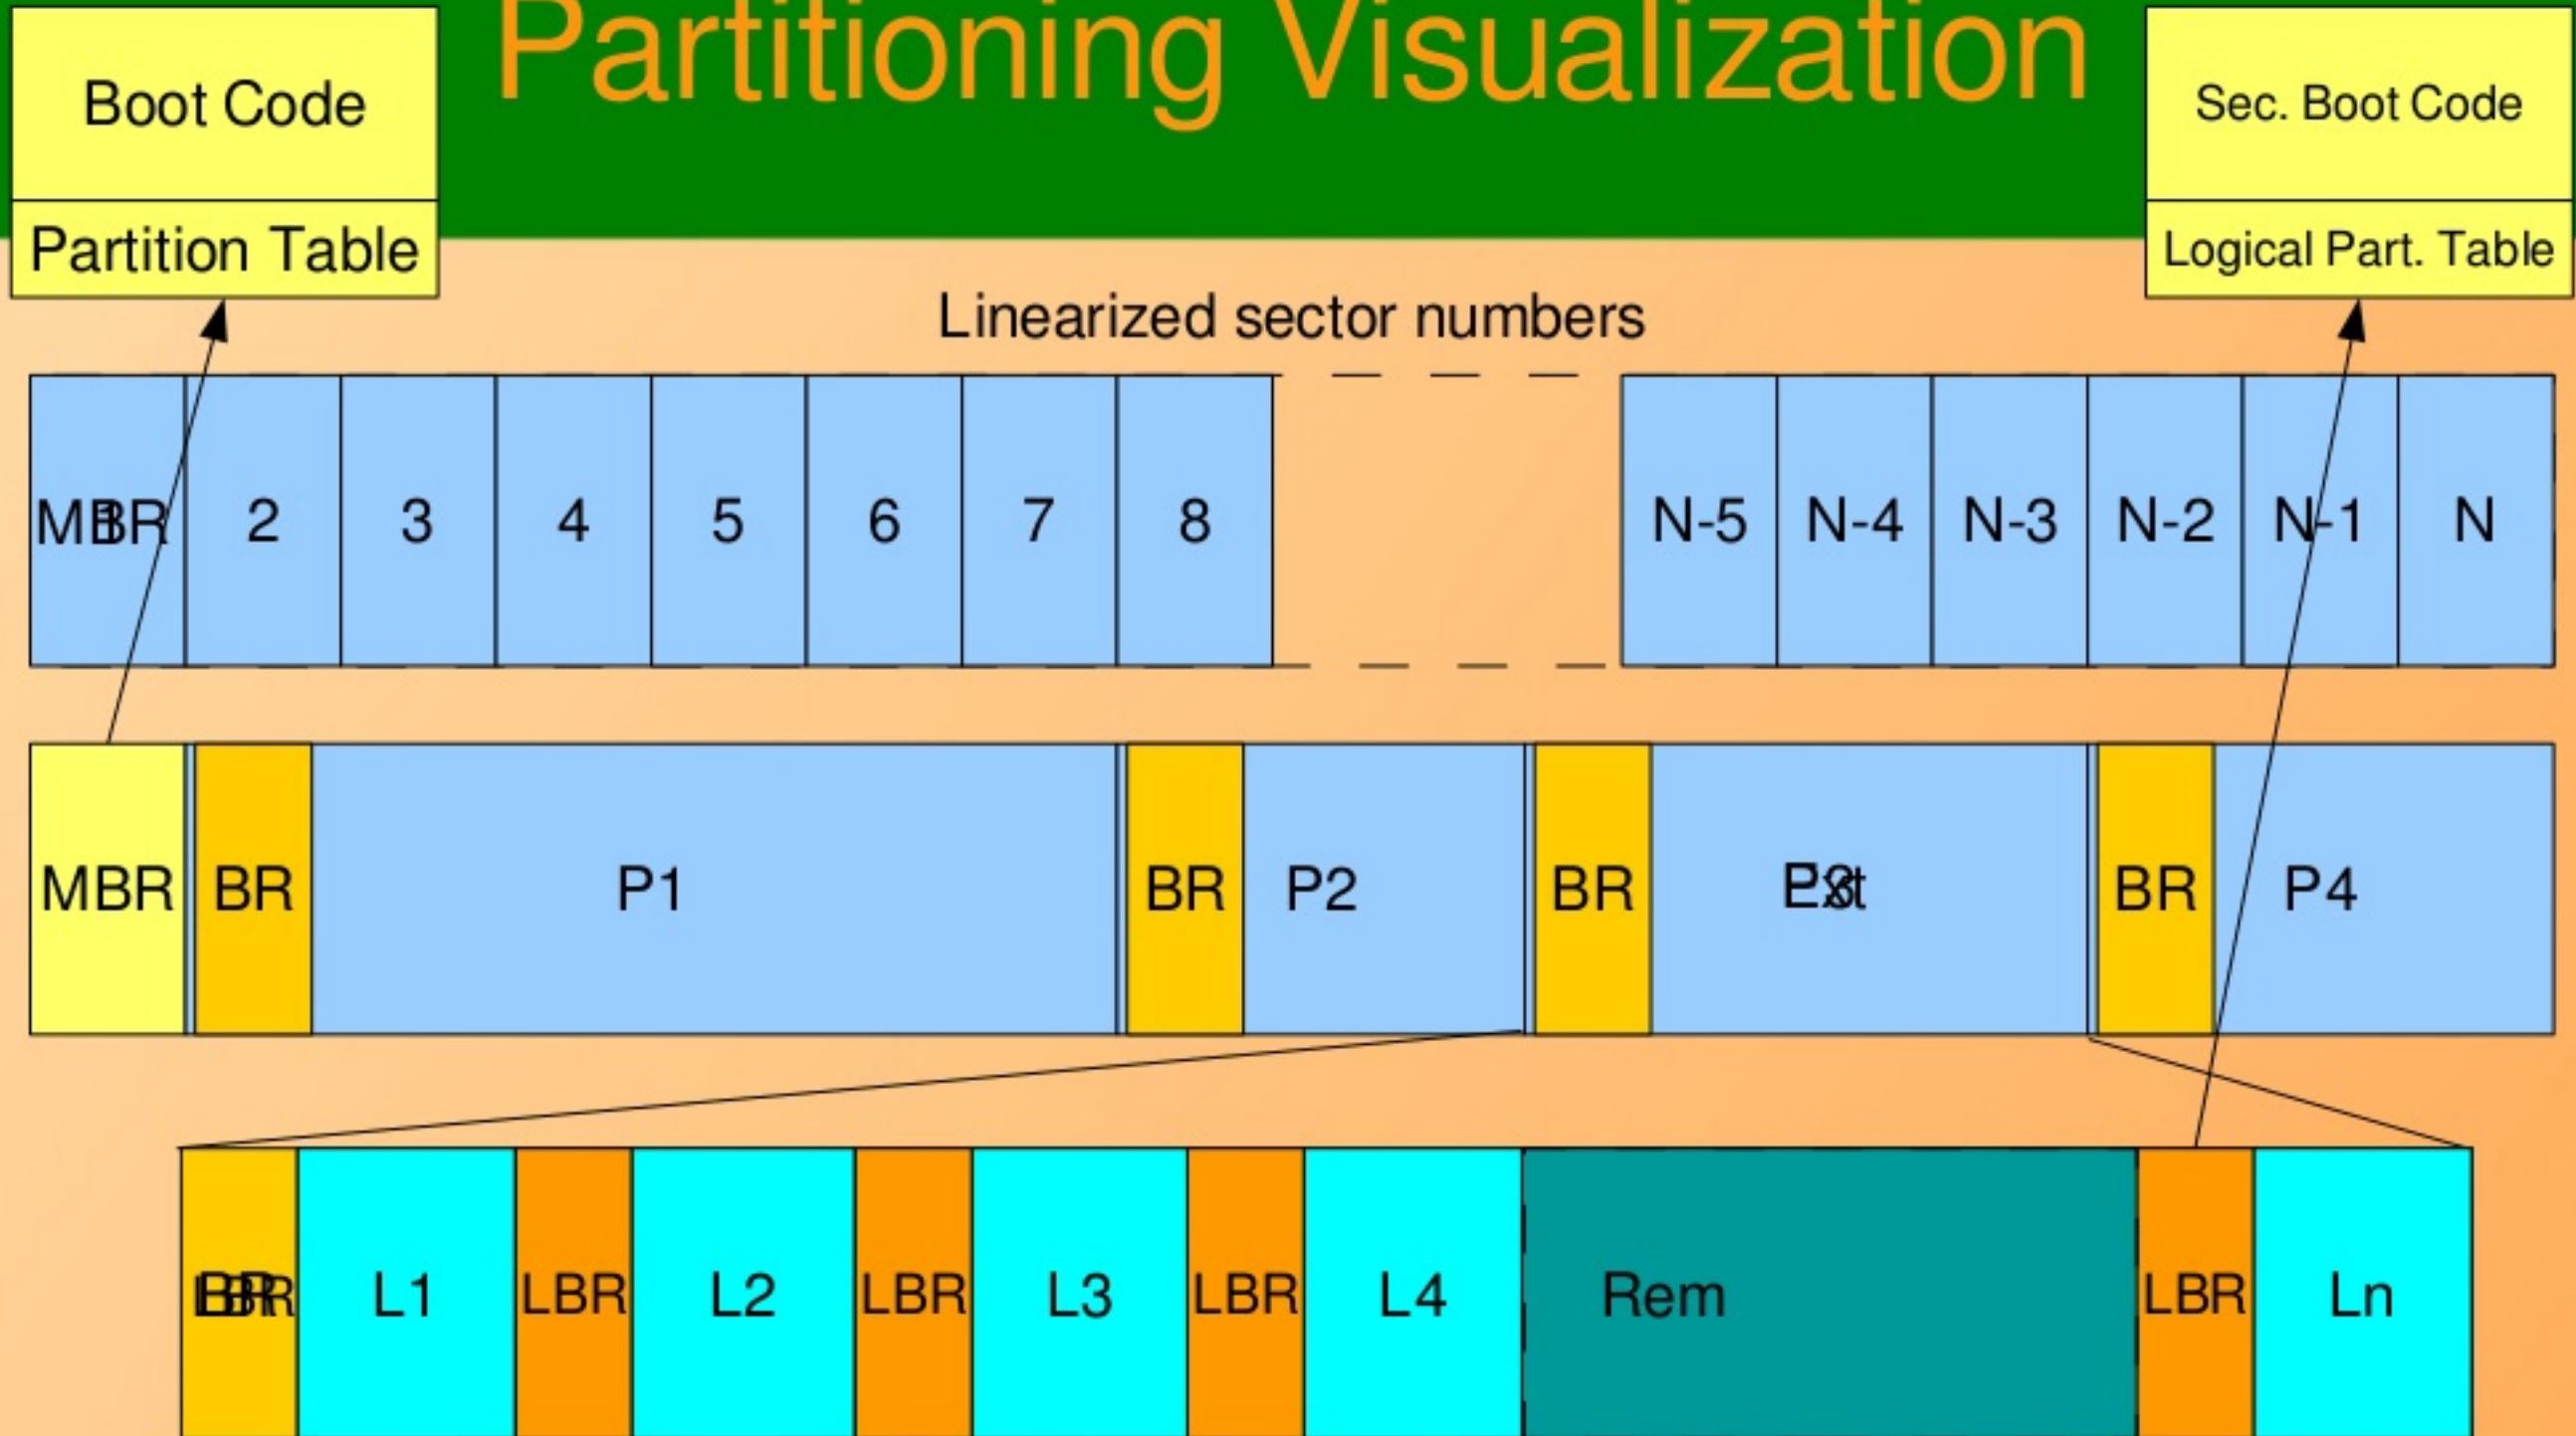 Partitioning Visualization
Boot Code
Partition Table
Sec. Boot Code
Logical Part. Table
Linearized sector numbers
MBR 2 3 4 5 6 7 8 N-5 N-4 N-3 N-2 N-1 N
MBR BR P1 BR P2 BR Ext BR P4
L1 LBR L2 LBR L3 LBR L4 Rem LBR Ln